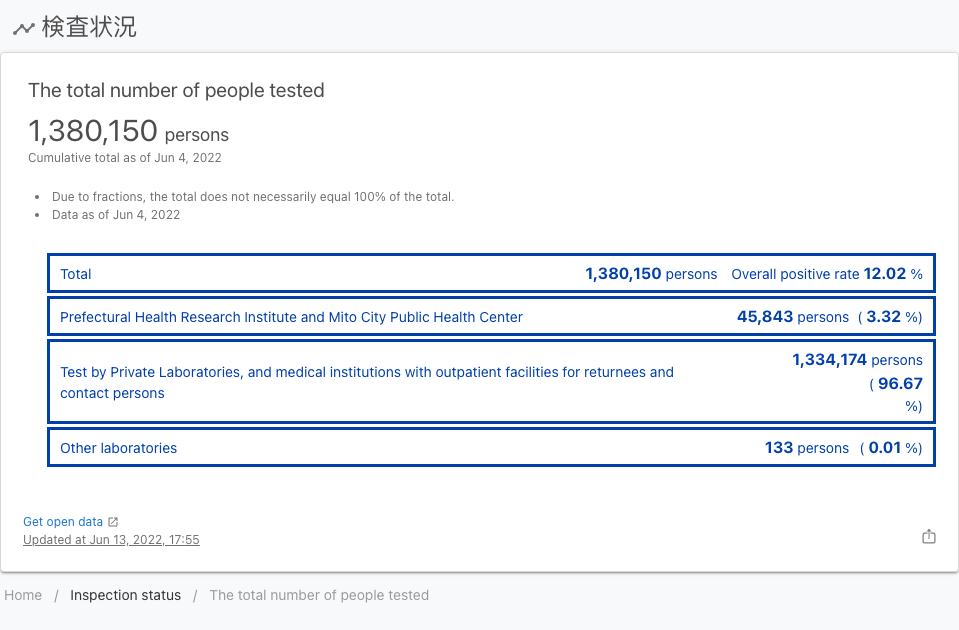 検査状況
The total number of people tested
1,380,150 persons
Cumulative total as of Jun 4, 2022
• Due to fractions, the total does not necessarily equal 100% of the total.
• Data as of Jun 4, 2022
Total 1,380,150 persons Overall positive rate 12.02 %
Prefectural Health Research Institute and Mito City Public Health Center 45,843 persons ( 3.32 %)
Test by Private Laboratories, and medical institutions with outpatient facilities for returnees and
contact persons
1,334,174 persons
( 96.67
%)
Other laboratories 133 persons ( 0.01 %)
Get open data
Updated at Jun 13, 2022, 17:55
Home / Inspection status / The total number of people tested